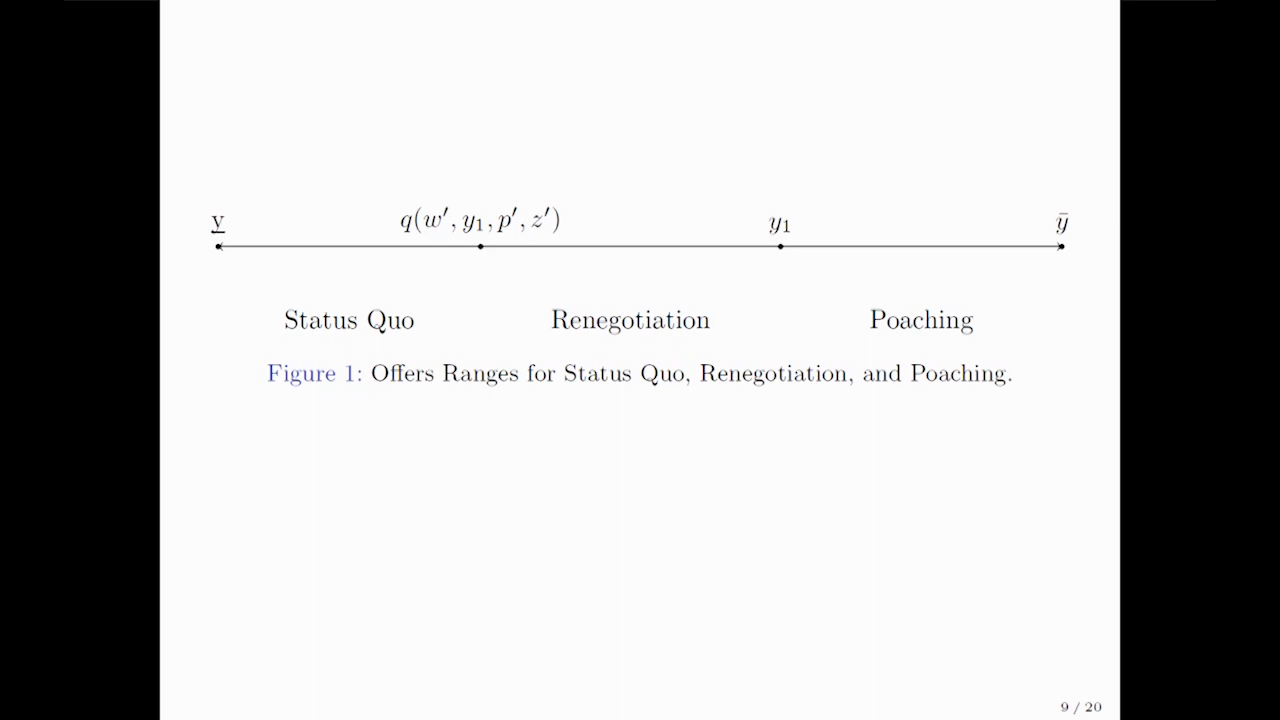 y̲ q(w′, y₁, p′, z′) y₁ ȳ
Status Quo Renegotiation Poaching
Figure 1: Offers Ranges for Status Quo, Renegotiation, and Poaching.
9 / 20